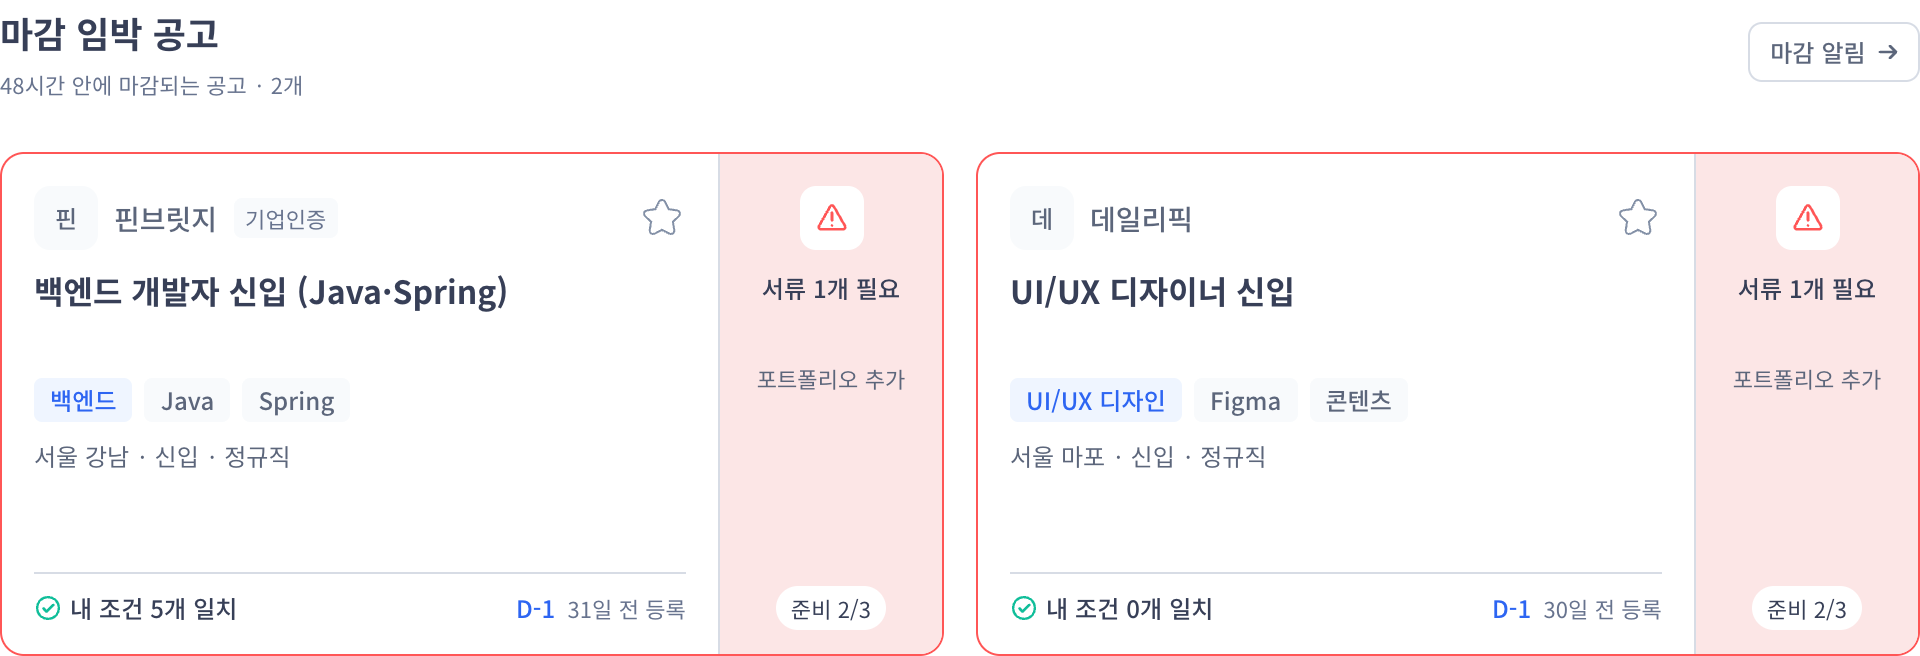 마감 임박 공고
48시간 안에 마감되는 공고 · 2개
마감 알림 →
핀 핀브릿지 기업인증
백엔드 개발자 신입 (Java·Spring)
백엔드 Java Spring
서울 강남 · 신입 · 정규직
내 조건 5개 일치 D-1 31일 전 등록
서류 1개 필요
포트폴리오 추가
준비 2/3
데 데일리픽
UI/UX 디자이너 신입
UI/UX 디자인 Figma 콘텐츠
서울 마포 · 신입 · 정규직
내 조건 0개 일치 D-1 30일 전 등록
서류 1개 필요
포트폴리오 추가
준비 2/3